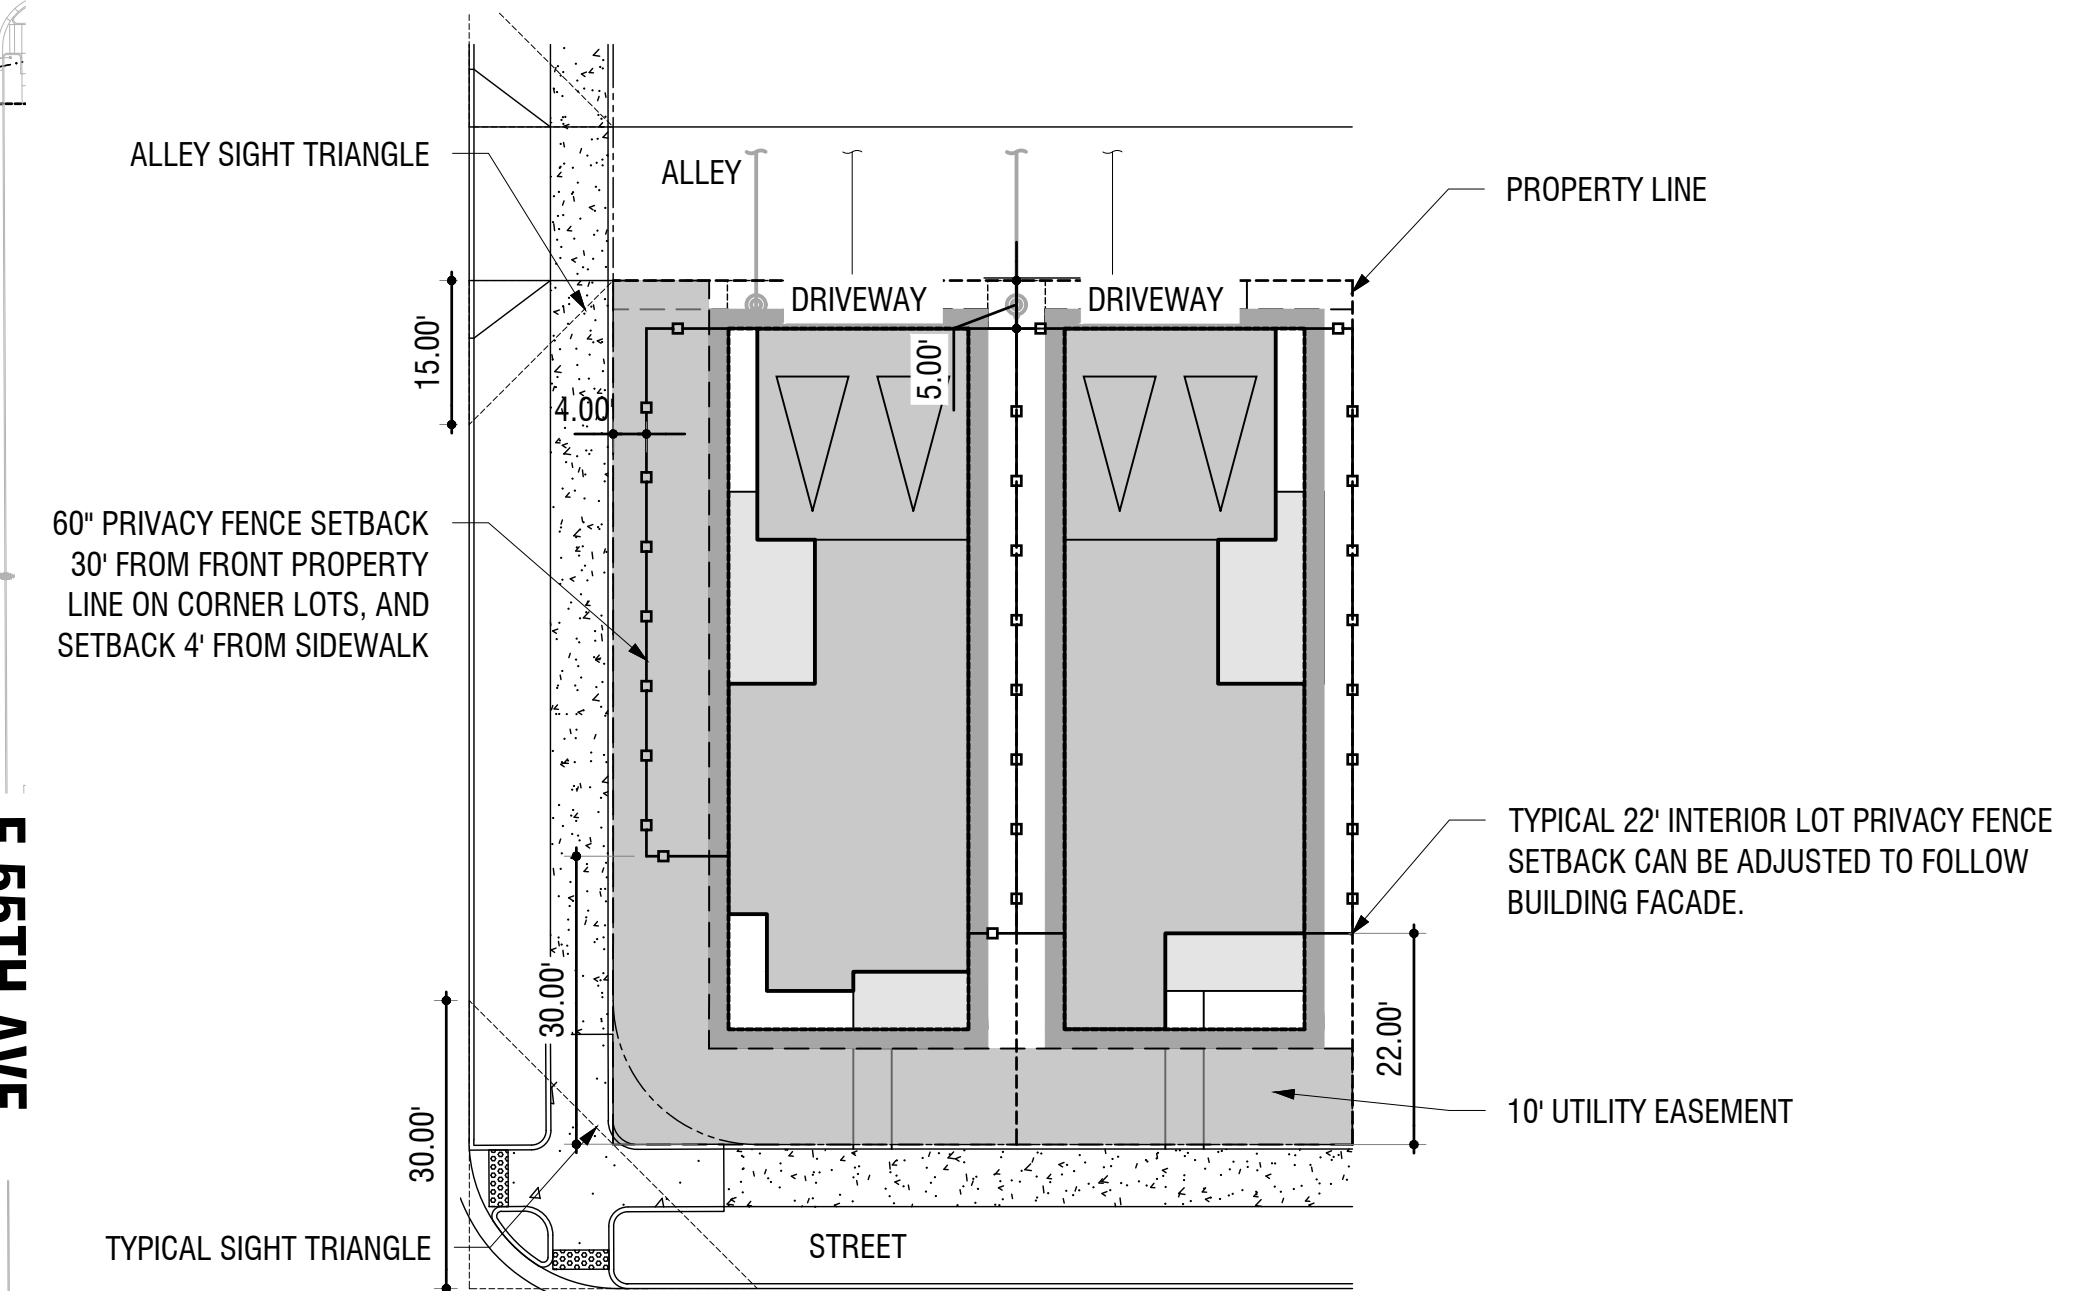 ALLEY SIGHT TRIANGLE
ALLEY
PROPERTY LINE
DRIVEWAY
DRIVEWAY
15.00'
5.00'
4.00'
60" PRIVACY FENCE SETBACK
30' FROM FRONT PROPERTY
LINE ON CORNER LOTS, AND
SETBACK 4' FROM SIDEWALK
TYPICAL 22' INTERIOR LOT PRIVACY FENCE
SETBACK CAN BE ADJUSTED TO FOLLOW
BUILDING FACADE.
30.00'
22.00'
10' UTILITY EASEMENT
30.00'
TYPICAL SIGHT TRIANGLE
STREET